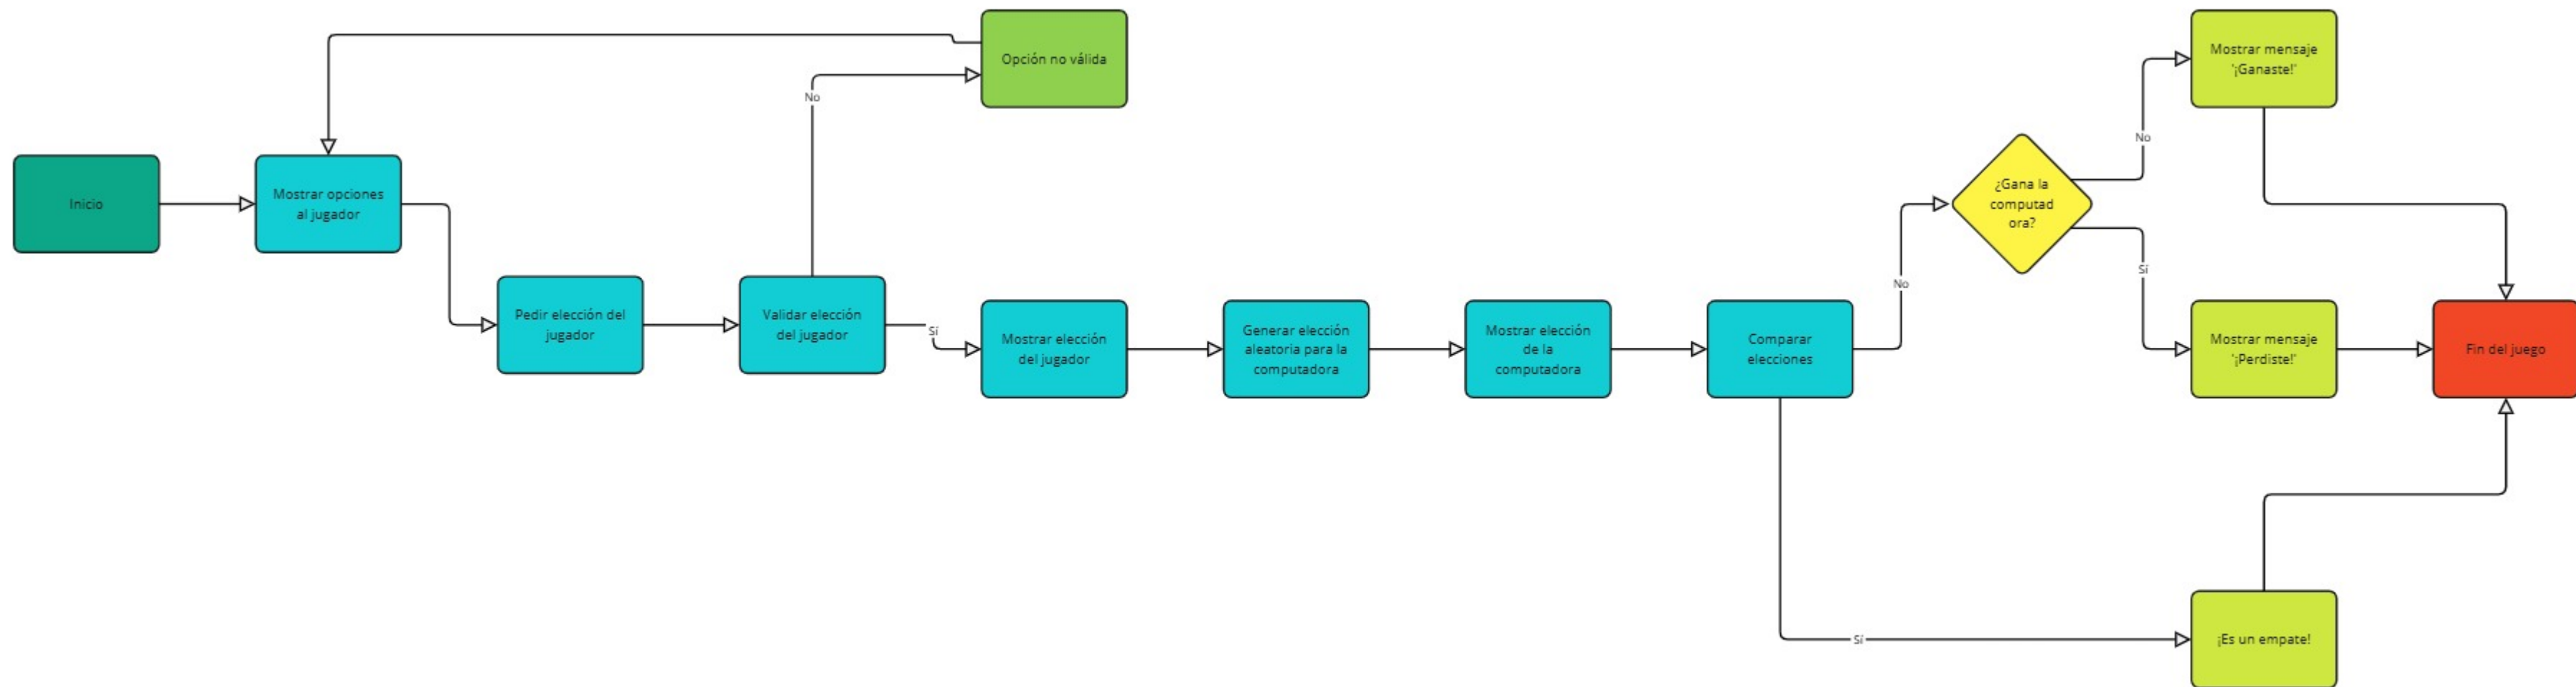 Inicio
Mostrar opciones
al jugador
Pedir elección del
jugador
Validar elección
del jugador
No
Opción no válida
Sí
Mostrar elección
del jugador
Generar elección
aleatoria para la
computadora
Mostrar elección
de la
computadora
Comparar
elecciones
No
¿Gana la
computad
ora?
No
Mostrar mensaje
'¡Ganaste!'
Sí
Mostrar mensaje
'¡Perdiste!'
Sí
¡Es un empate!
Fin del juego